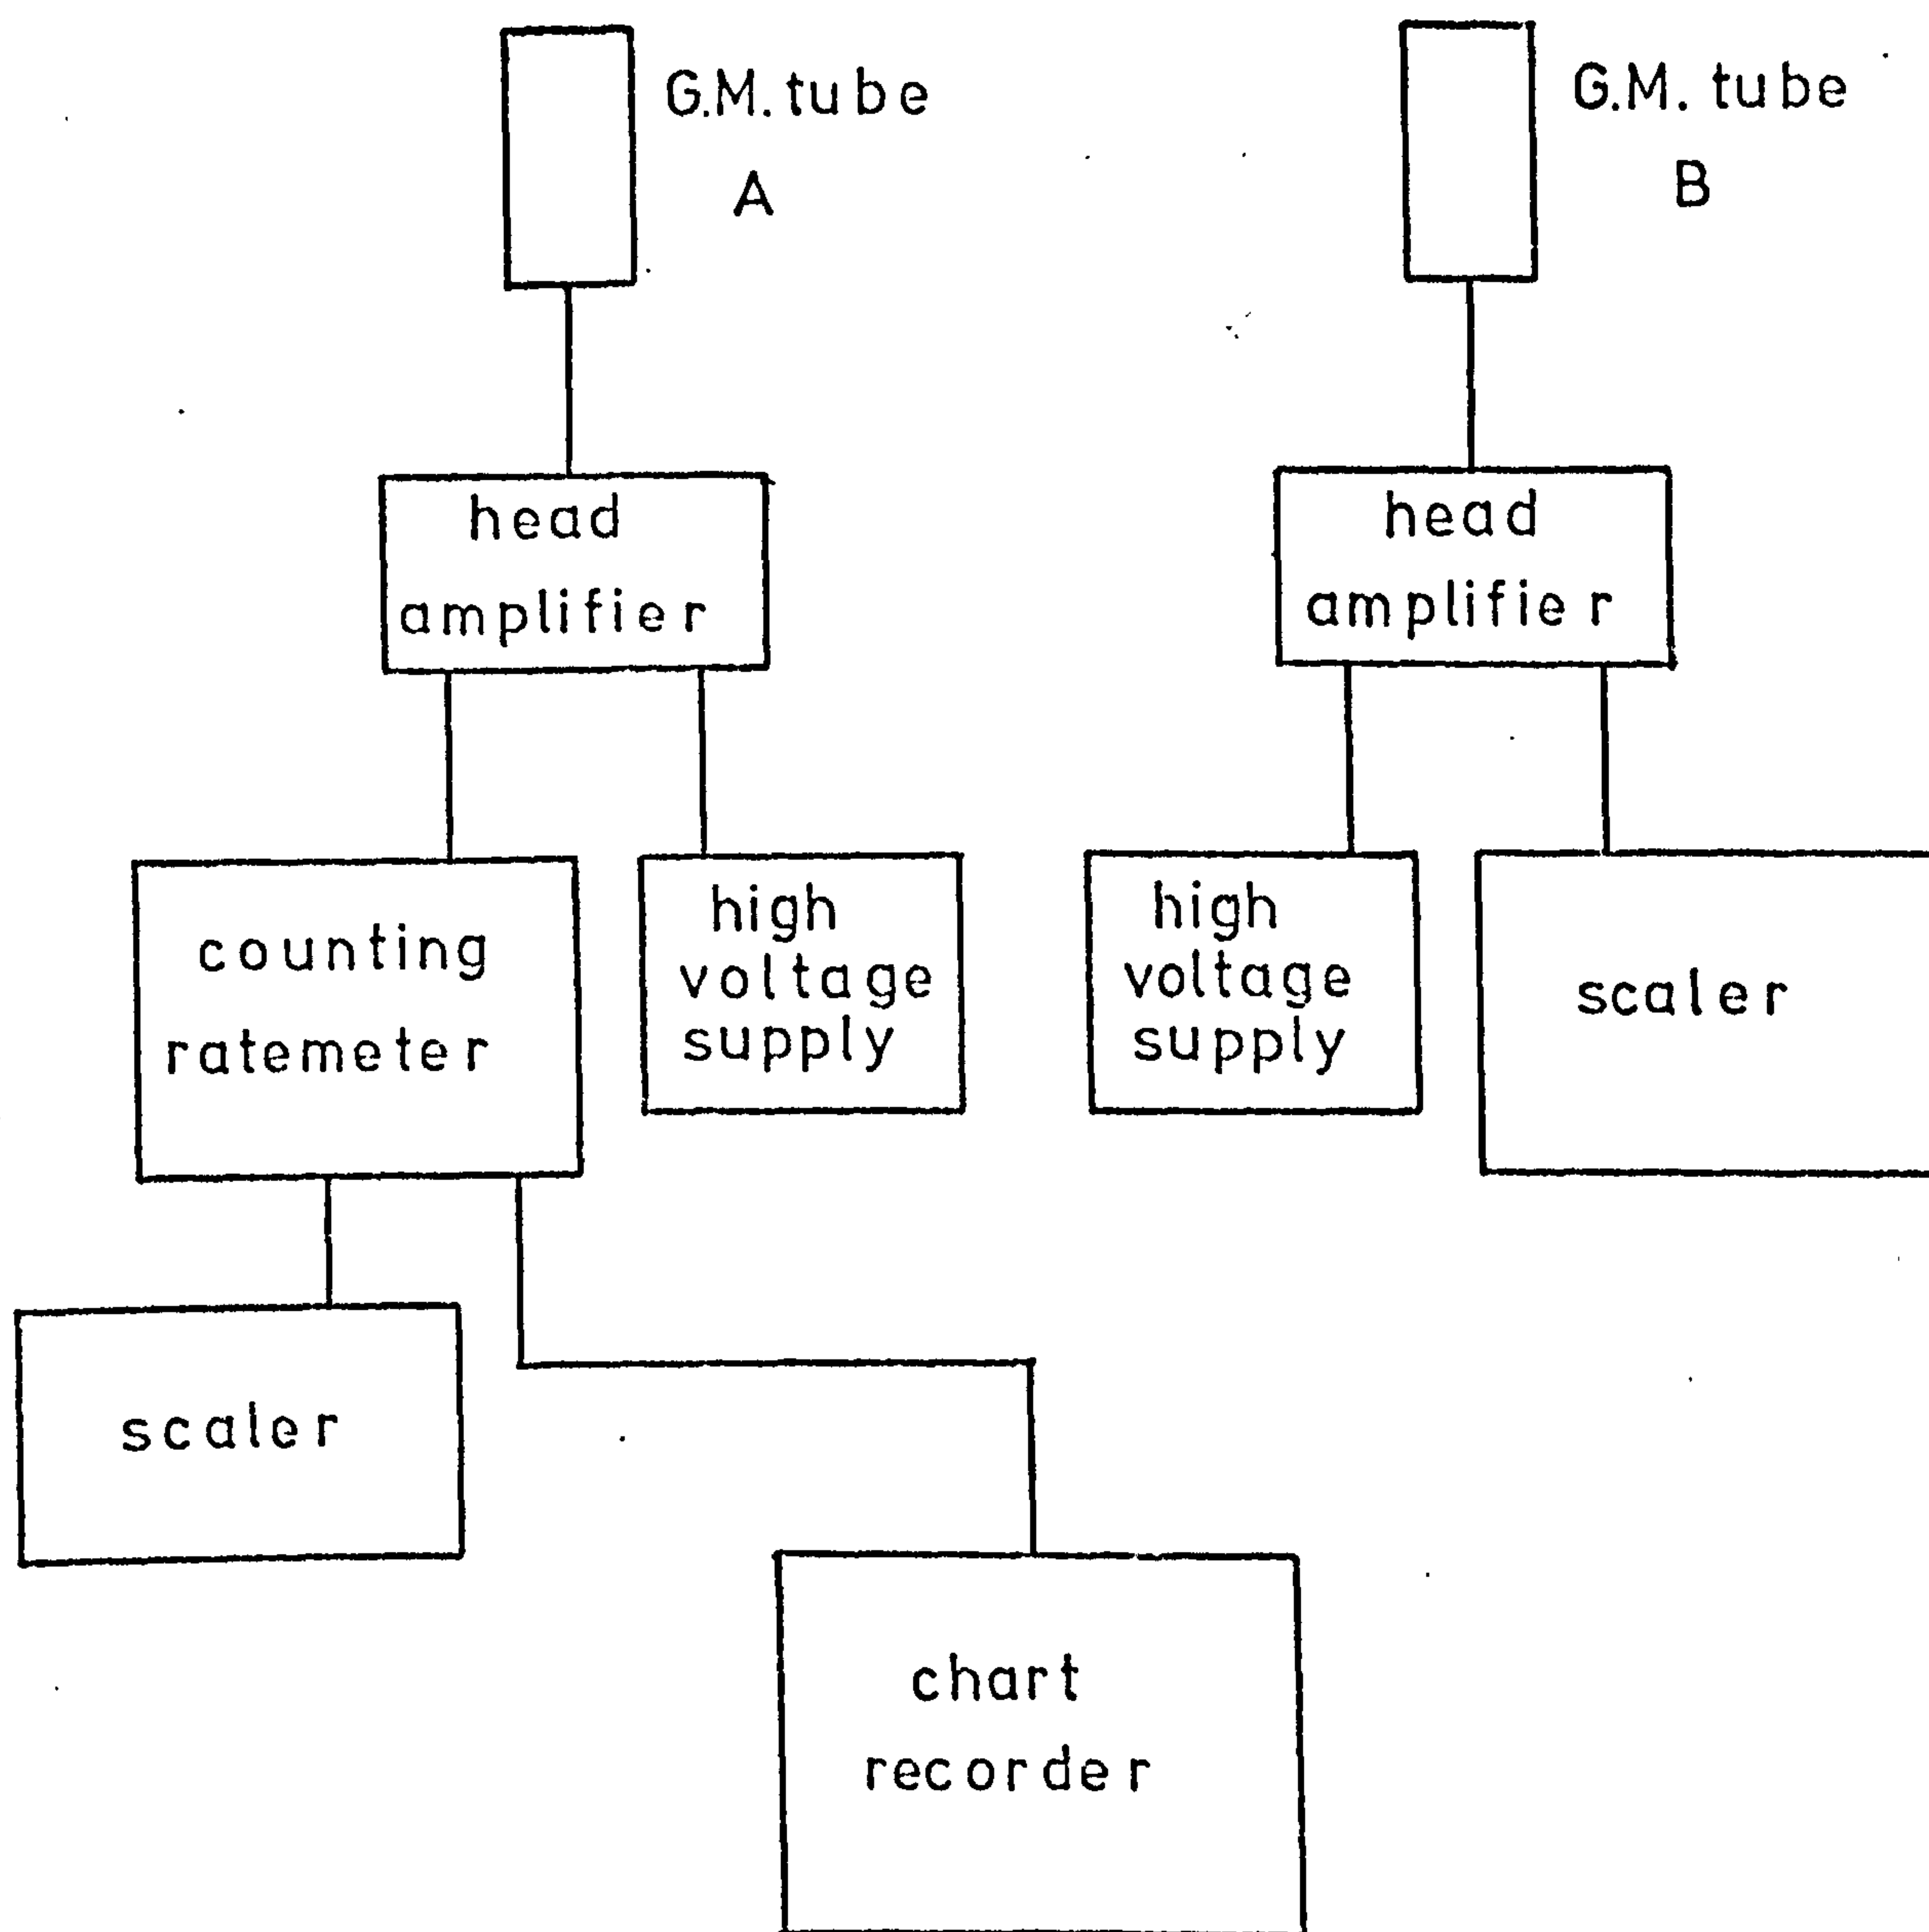 G.M. tube
A
G.M. tube
B
head
amplifier
head
amplifier
counting
ratemeter
high
voltage
supply
high
voltage
supply
scaler
scaler
chart
recorder